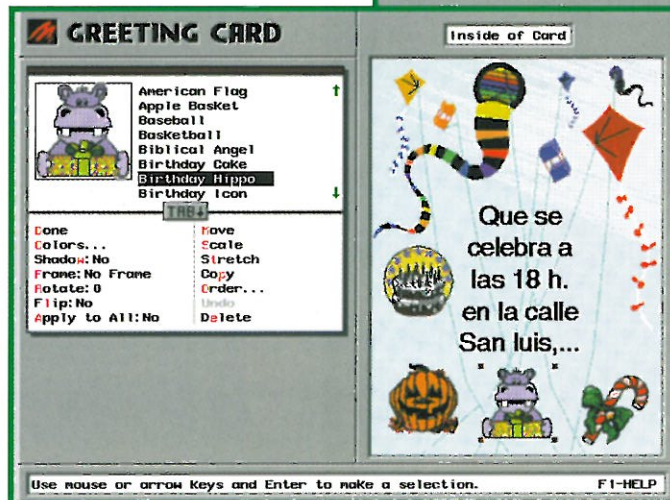 GREETING CARD
Inside of Card
American Flag
Apple Basket
Baseball
Basketball
Biblical Angel
Birthday Cake
Birthday Hippo
Birthday Icon
TAB↓
Done
Colors...
Shadow:No
Frame:No Frame
Rotate:0
Flip:No
Apply to All:No
Move
Scale
Stretch
Copy
Order...
Undo
Delete
Que se
celebra a
las 18 h.
en la calle
San luis,...
Use mouse or arrow Keys and Enter to make a selection. F1-HELP